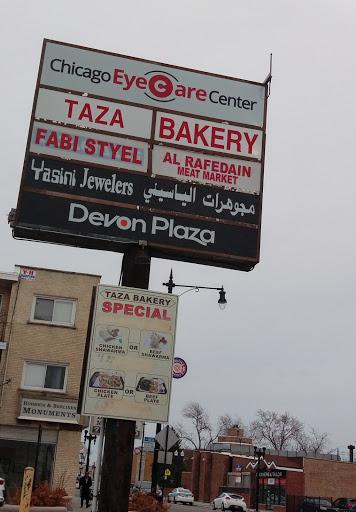 Chicago EyeCare Center
TAZA BAKERY
FABI STYEL
AL RAFEDAIN
MEAT MARKET
Yasini Jewelers مجوهرات الياسيني
Devon Plaza
TAZA BAKERY
SPECIAL
CHICKEN SHAWARMA OR BEEF SHAWARMA
CHICKEN PLATE OR BEEF PLATE
MONUMENTS